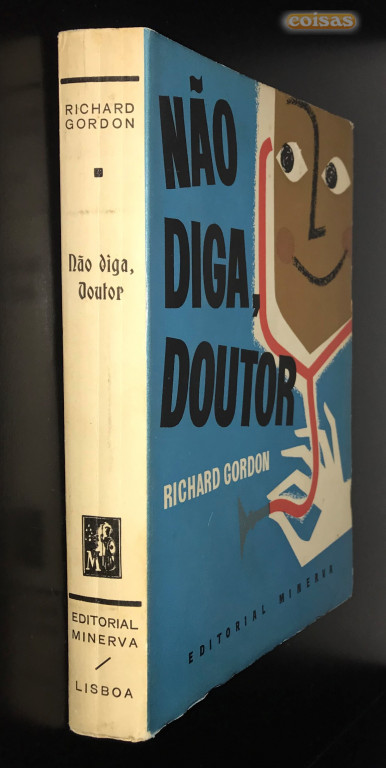 coisas
RICHARD
GORDON
Não diga,
Doutor
M
EDITORIAL
MINERVA
LISBOA
NÃO
DIGA,
DOUTOR
RICHARD GORDON
EDITORIAL MINERVA